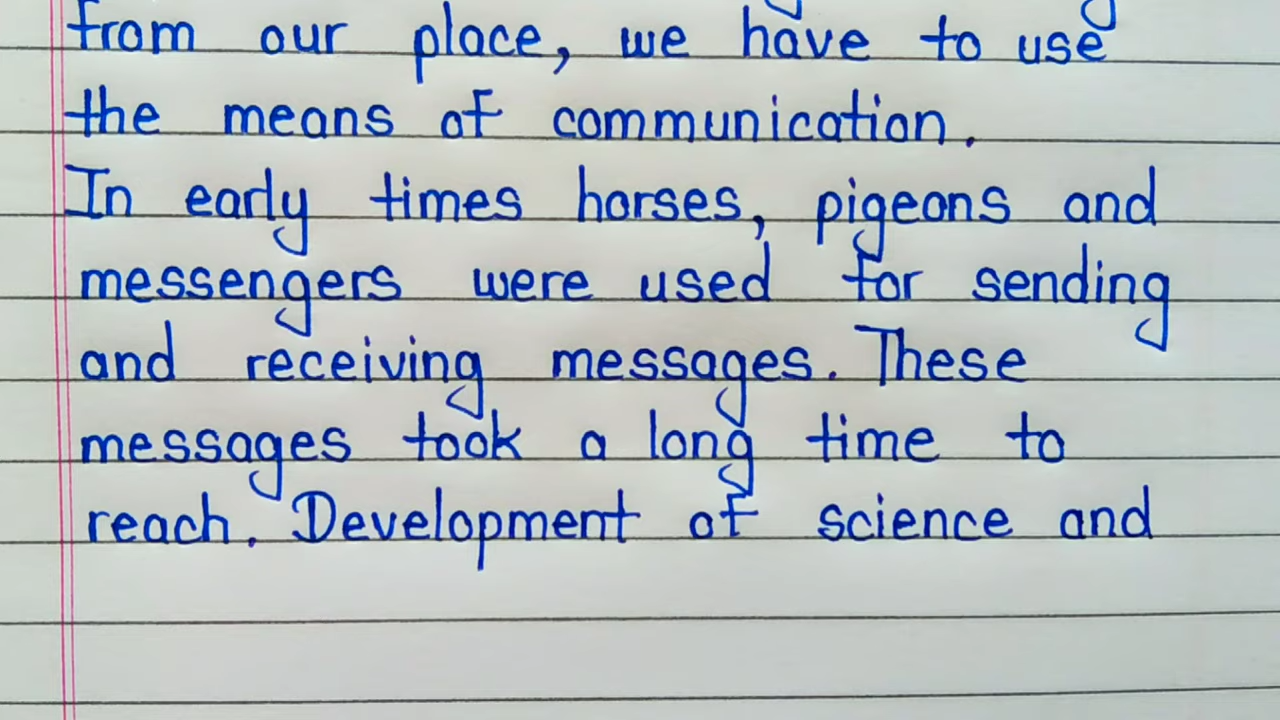 from our place, we have to use
the means of communication.
In early times horses, pigeons and
messengers were used for sending
and receiving messages. These
messages took a long time to
reach. Development of science and